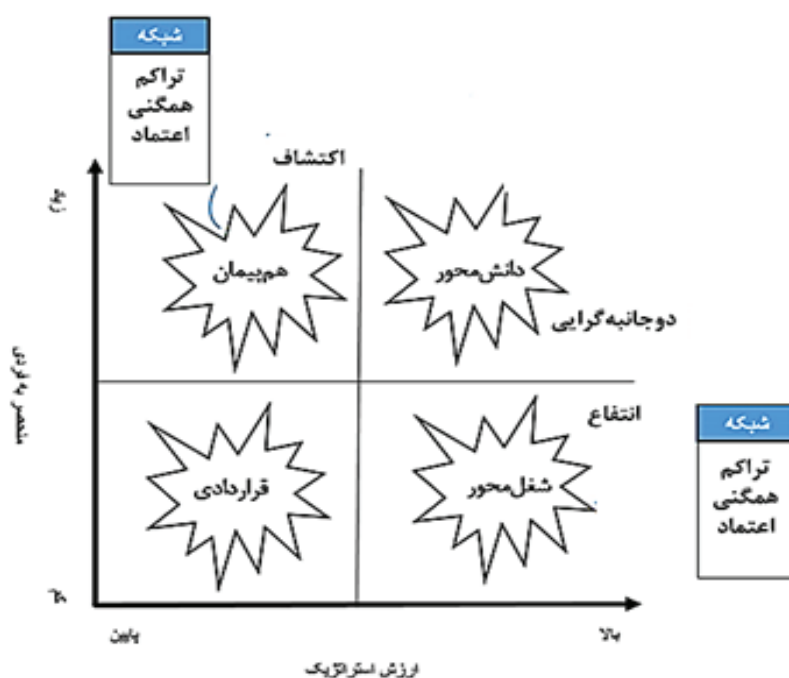 شبکه
تراکم
همگنی
اعتماد
اکتشاف
زیاد
دانش‌محور
هم‌پیمان
دوجانبه‌گرایی
منحصر به فردی
انتفاع
شبکه
تراکم
همگنی
اعتماد
شغل‌محور
قراردادی
کم
بالا
پایین
ارزش استراتژیک